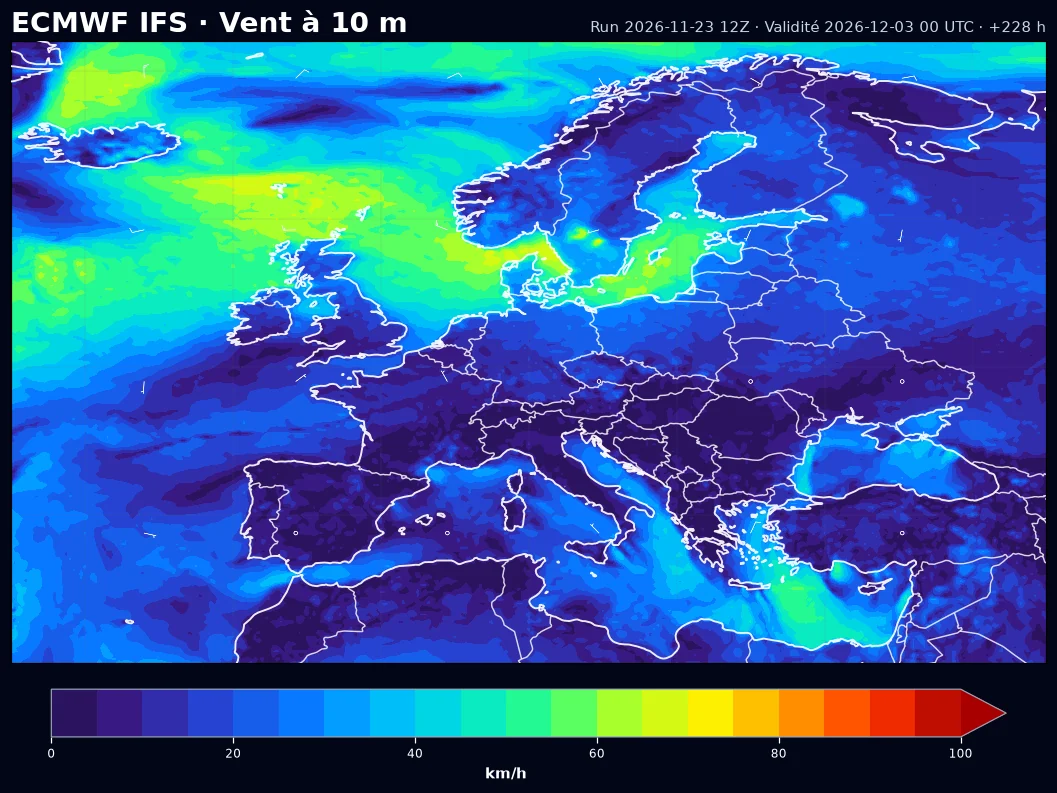 ECMWF IFS · Vent à 10 m
Run 2026-11-23 12Z · Validité 2026-12-03 00 UTC · +228 h
0 20 40 60 80 100
km/h